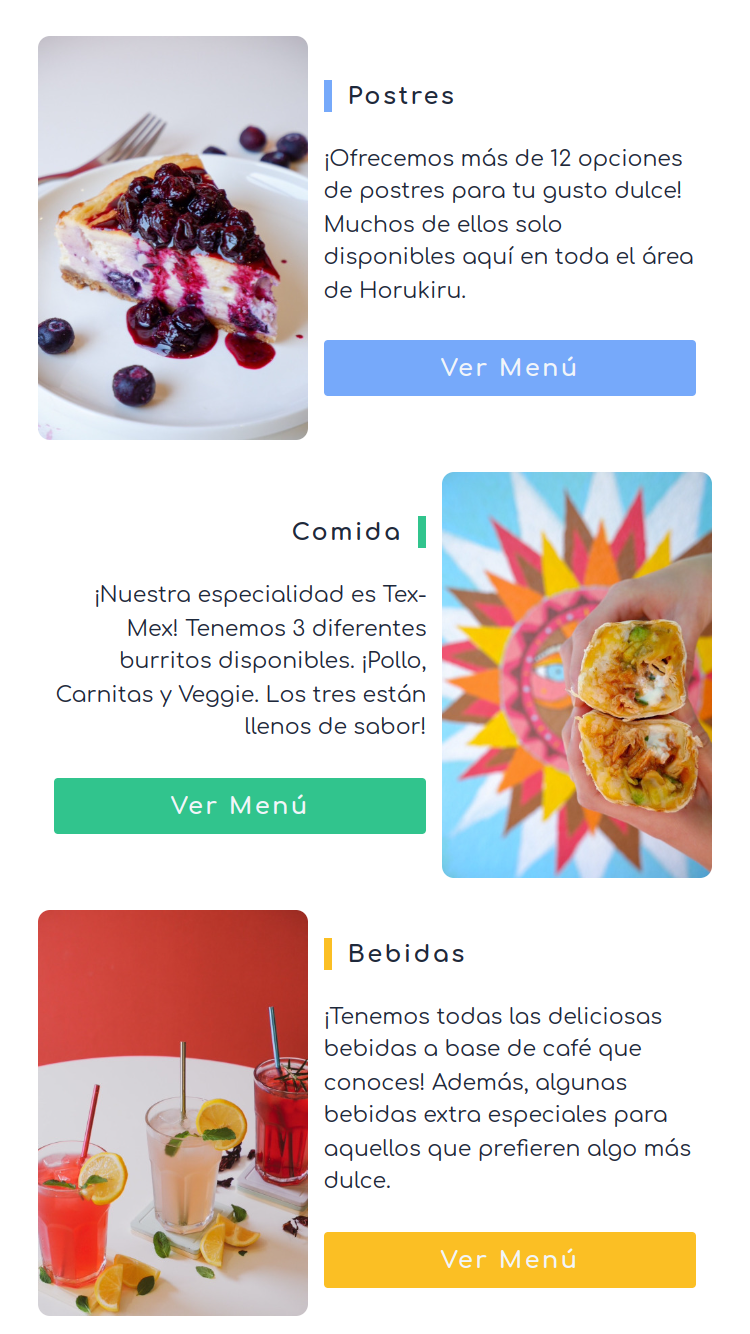 Postres
¡Ofrecemos más de 12 opciones
de postres para tu gusto dulce!
Muchos de ellos solo
disponibles aquí en toda el área
de Horukiru.
Ver Menú
Comida
¡Nuestra especialidad es Tex-
Mex! Tenemos 3 diferentes
burritos disponibles. ¡Pollo,
Carnitas y Veggie. Los tres están
llenos de sabor!
Ver Menú
Bebidas
¡Tenemos todas las deliciosas
bebidas a base de café que
conoces! Además, algunas
bebidas extra especiales para
aquellos que prefieren algo más
dulce.
Ver Menú